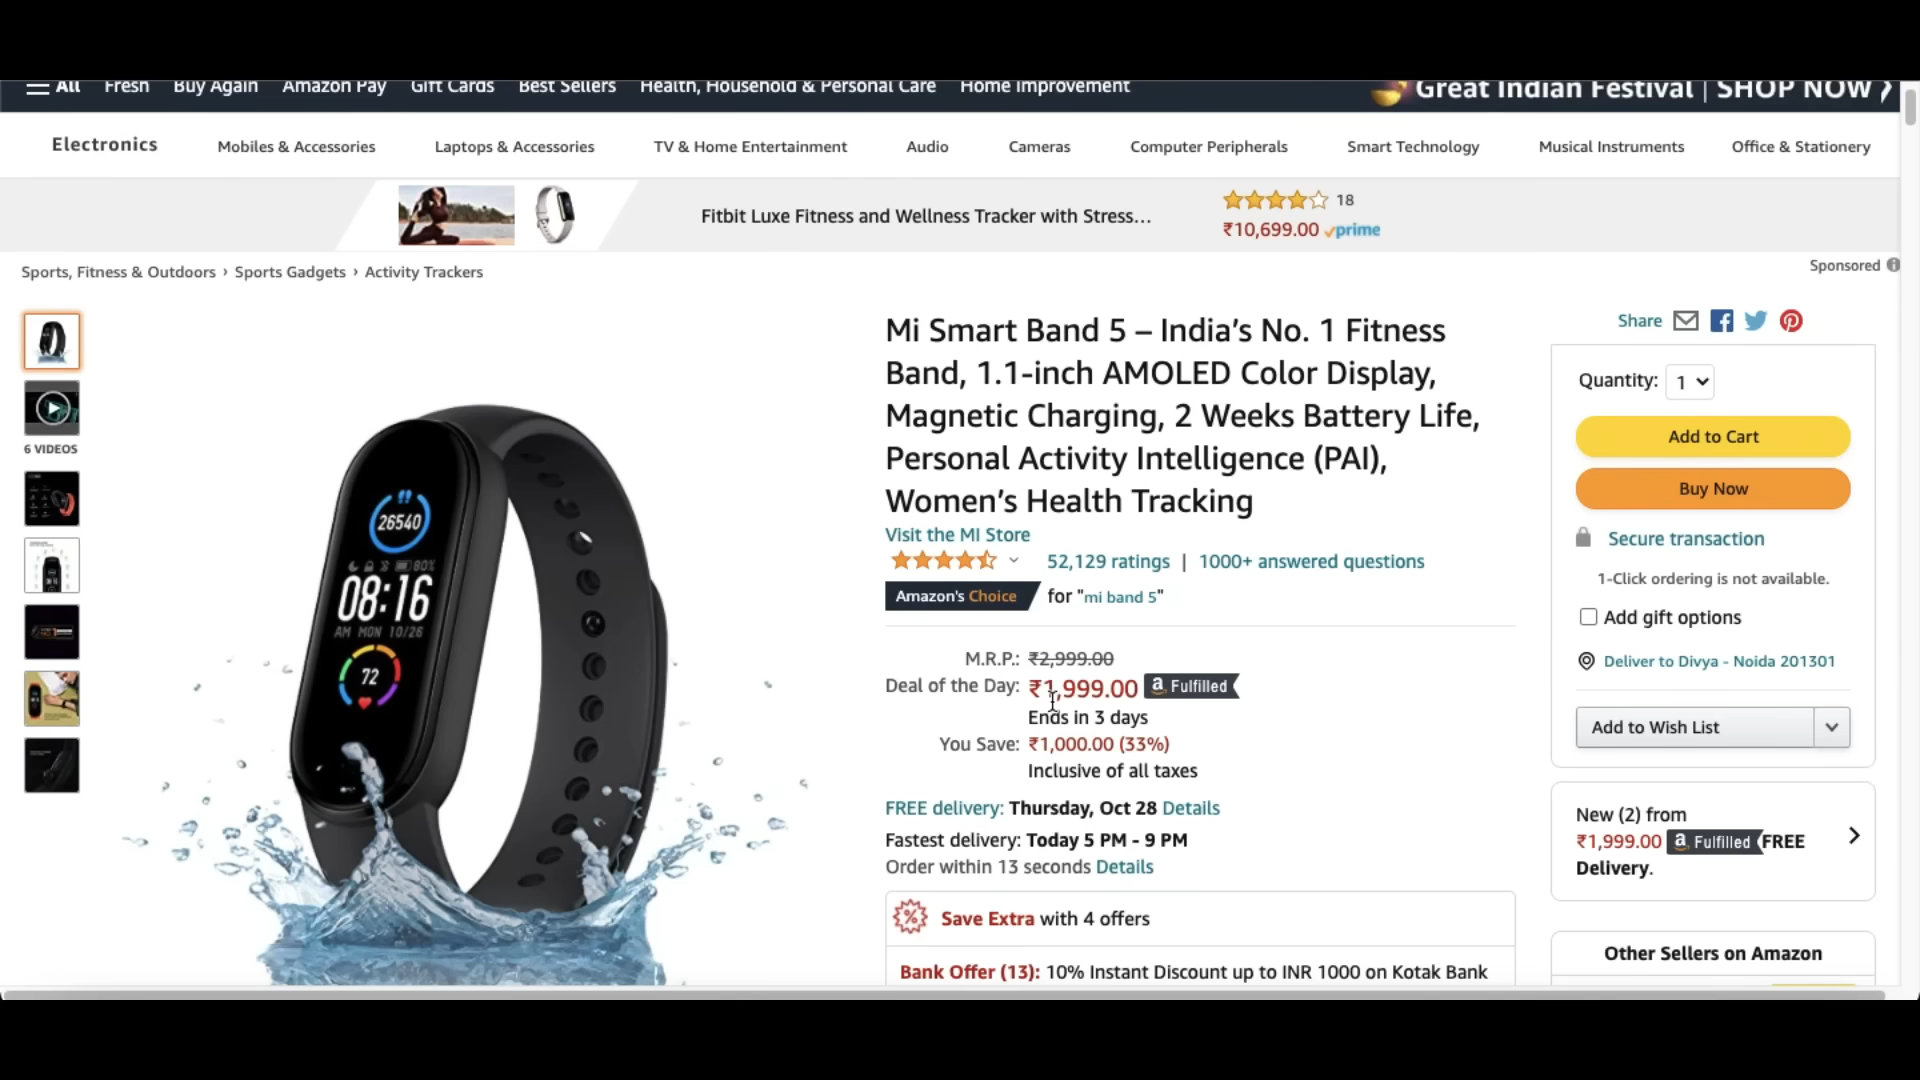 All Fresh Buy Again Amazon Pay Gift Cards Best Sellers Health, Household & Personal Care Home Improvement
Great Indian Festival | SHOP NOW
Electronics Mobiles & Accessories Laptops & Accessories TV & Home Entertainment Audio Cameras Computer Peripherals Smart Technology Musical Instruments Office & Stationery
Fitbit Luxe Fitness and Wellness Tracker with Stress...
18
₹10,699.00 prime
Sponsored
Sports, Fitness & Outdoors › Sports Gadgets › Activity Trackers
6 VIDEOS
26540
80%
08:16
AM MON 10/26
72
Mi Smart Band 5 – India's No. 1 Fitness
Band, 1.1-inch AMOLED Color Display,
Magnetic Charging, 2 Weeks Battery Life,
Personal Activity Intelligence (PAI),
Women's Health Tracking
Visit the MI Store
52,129 ratings | 1000+ answered questions
Amazon's Choice for "mi band 5"
M.R.P.: ₹2,999.00
Deal of the Day: ₹1,999.00 a Fulfilled
Ends in 3 days
You Save: ₹1,000.00 (33%)
Inclusive of all taxes
FREE delivery: Thursday, Oct 28 Details
Fastest delivery: Today 5 PM - 9 PM
Order within 13 seconds Details
% Save Extra with 4 offers
Bank Offer (13): 10% Instant Discount up to INR 1000 on Kotak Bank
Share
Quantity: 1
Add to Cart
Buy Now
Secure transaction
1-Click ordering is not available.
Add gift options
Deliver to Divya - Noida 201301
Add to Wish List
New (2) from
₹1,999.00 a Fulfilled FREE
Delivery.
Other Sellers on Amazon